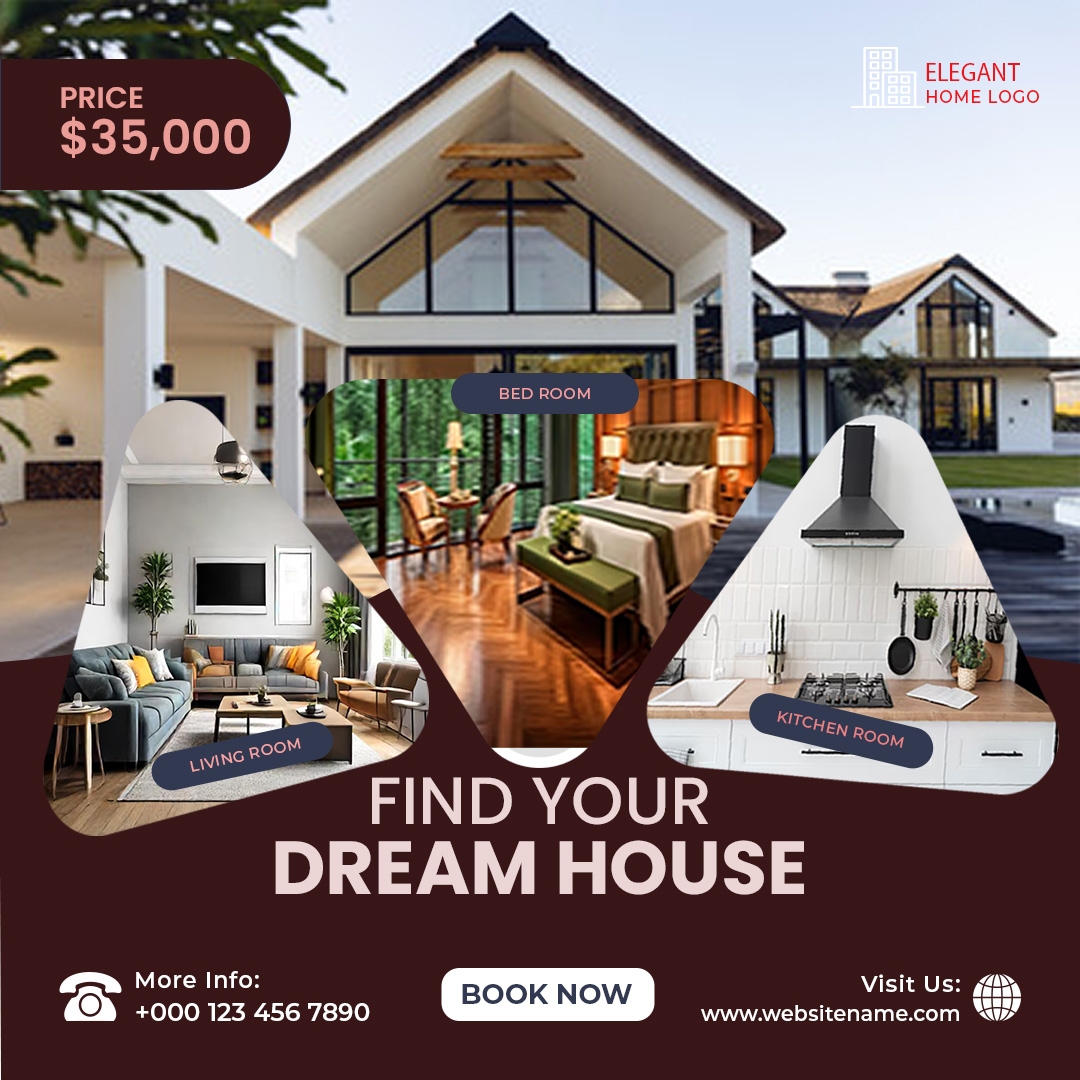 PRICE
$35,000
ELEGANT
HOME LOGO
BED ROOM
LIVING ROOM
KITCHEN ROOM
FIND YOUR
DREAM HOUSE
More Info:
+000 123 456 7890
BOOK NOW
Visit Us:
www.websitename.com